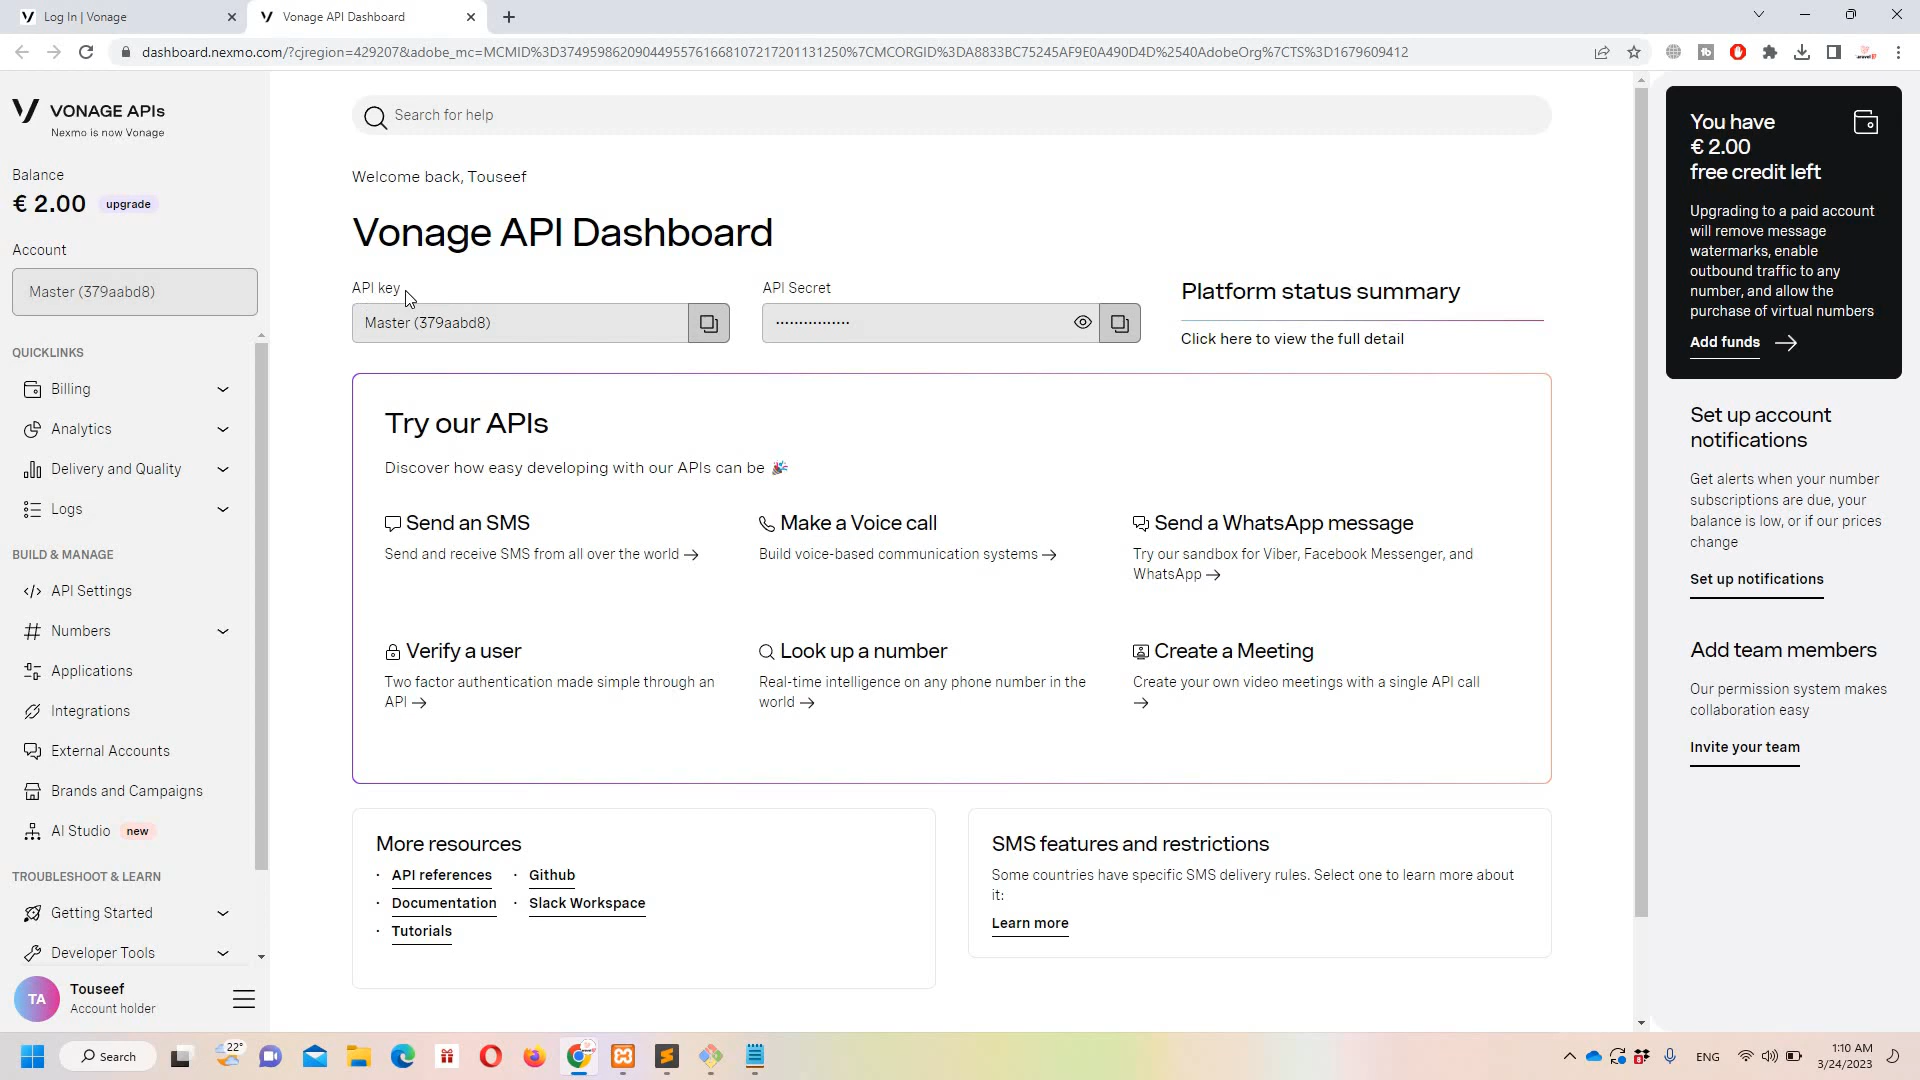 Log In | Vonage
Vonage API Dashboard
dashboard.nexmo.com/?cjregion=429207&adobe_mc=MCMID%3D37495986209044955761668107217201131250%7CMCORGID%3DA8833BC75245AF9E0A490D4D%2540AdobeOrg%7CTS%3D1679609412
VONAGE APIs
Nexmo is now Vonage
Balance
€ 2.00 upgrade
Account
Master (379aabd8)
QUICKLINKS
Billing
Analytics
Delivery and Quality
Logs
BUILD & MANAGE
API Settings
Numbers
Applications
Integrations
External Accounts
Brands and Campaigns
AI Studio new
TROUBLESHOOT & LEARN
Getting Started
Developer Tools
TA
Touseef
Account holder
Search for help
Welcome back, Touseef
Vonage API Dashboard
API key
Master (379aabd8)
API Secret
................
Platform status summary
Click here to view the full detail
Try our APIs
Discover how easy developing with our APIs can be 🎉
Send an SMS
Send and receive SMS from all over the world →
Make a Voice call
Build voice-based communication systems →
Send a WhatsApp message
Try our sandbox for Viber, Facebook Messenger, and
WhatsApp →
Verify a user
Two factor authentication made simple through an
API →
Look up a number
Real-time intelligence on any phone number in the
world →
Create a Meeting
Create your own video meetings with a single API call
→
More resources
· API references
· Github
· Documentation
· Slack Workspace
· Tutorials
SMS features and restrictions
Some countries have specific SMS delivery rules. Select one to learn more about
it:
Learn more
You have
€ 2.00
free credit left
Upgrading to a paid account
will remove message
watermarks, enable
outbound traffic to any
number, and allow the
purchase of virtual numbers
Add funds →
Set up account
notifications
Get alerts when your number
subscriptions are due, your
balance is low, or if our prices
change
Set up notifications
Add team members
Our permission system makes
collaboration easy
Invite your team
Search
22°
ENG
1:10 AM
3/24/2023